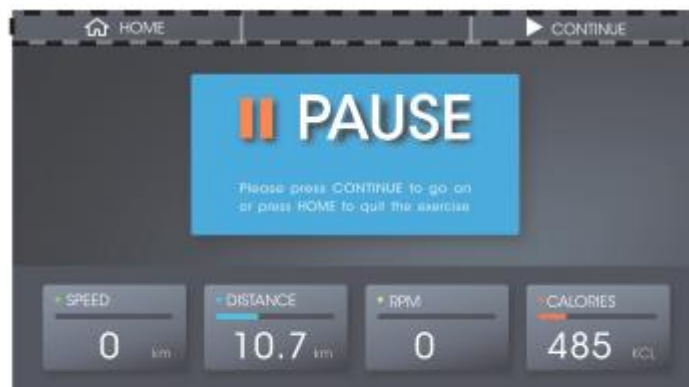 HOME
CONTINUE
PAUSE
Please press CONTINUE to go on
or press HOME to quit the exercise
SPEED
DISTANCE
RPM
CALORIES
0 km
10.7 km
0
485 KCL